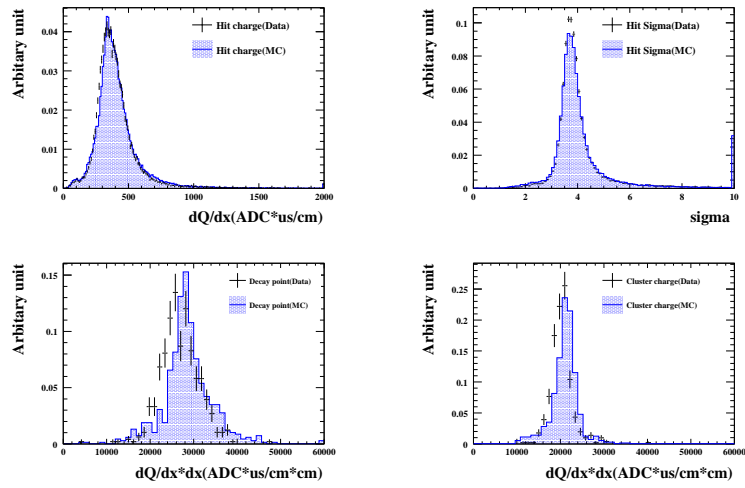 Arbitary unit
0.04
0.03
0.02
0.01
0
0
500
1000
1500
2000
Hit charge(Data)
Hit charge(MC)
dQ/dx(ADC*us/cm)
Arbitary unit
0.1
0.08
0.06
0.04
0.02
0
0
2
4
6
8
10
Hit Sigma(Data)
Hit Sigma(MC)
sigma
Arbitary unit
0.15
0.1
0.05
0
0
10000
20000
30000
40000
50000
60000
Decay point(Data)
Decay point(MC)
dQ/dx*dx(ADC*us/cm*cm)
Arbitary unit
0.25
0.2
0.15
0.1
0.05
0
0
10000
20000
30000
40000
50000
60000
Cluster charge(Data)
Cluster charge(MC)
dQ/dx*dx(ADC*us/cm*cm)